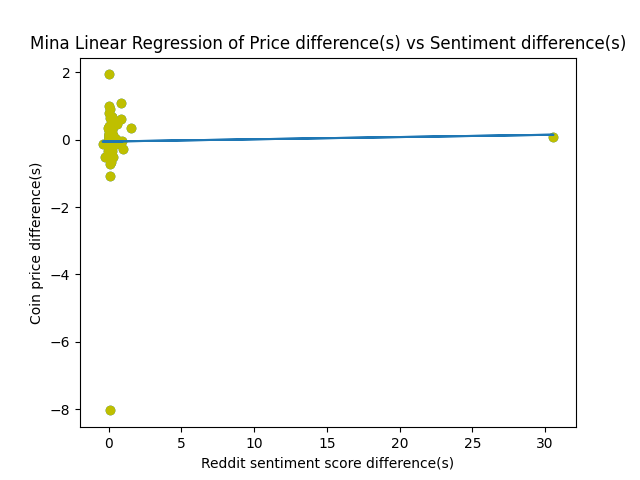 Mina Linear Regression of Price difference(s) vs Sentiment difference(s)
2
0
−2
−4
−6
−8
Coin price difference(s)
0 5 10 15 20 25 30
Reddit sentiment score difference(s)